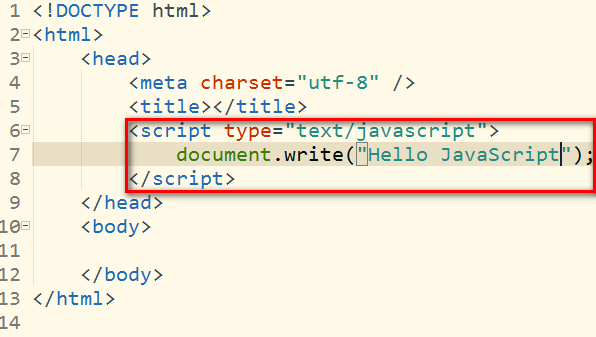 1 <!DOCTYPE html>
2 <html>
3     <head>
4         <meta charset="utf-8" />
5         <title></title>
6         <script type="text/javascript">
7             document.write("Hello JavaScript");
8         </script>
9     </head>
10     <body>
11
12     </body>
13 </html>
14